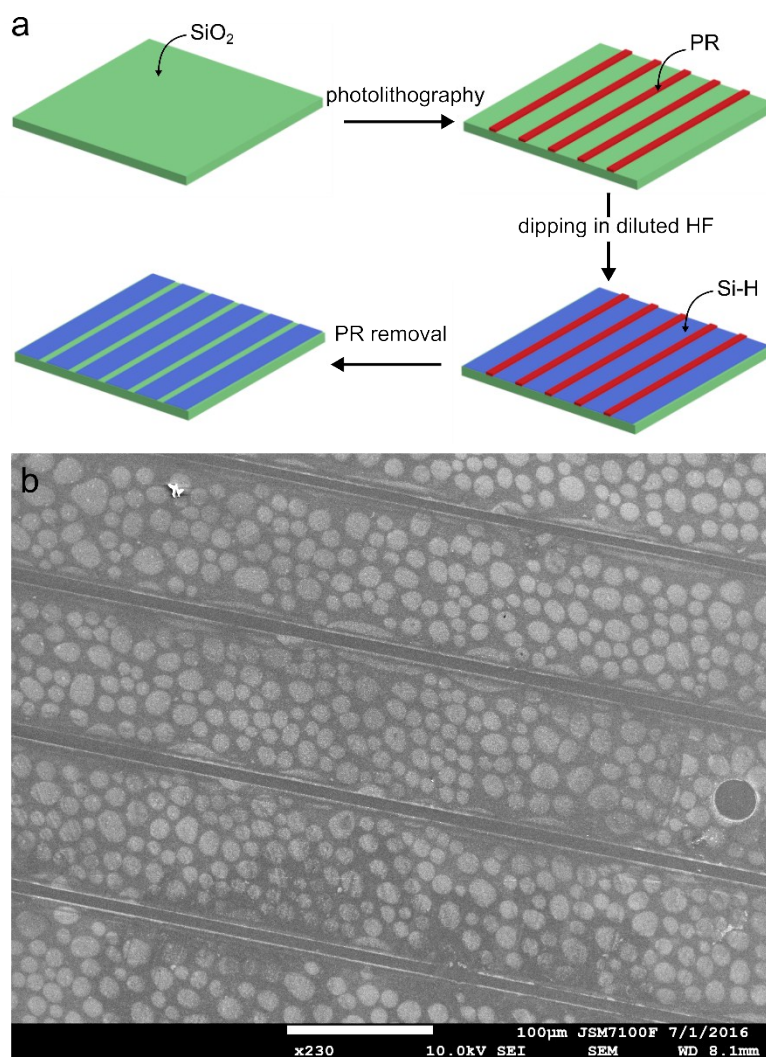 a
SiO2
photolithography
PR
dipping in diluted HF
Si-H
PR removal
b
100µm JSM7100F 7/1/2016
x230 10.0kV SEI SEM WD 8.1mm